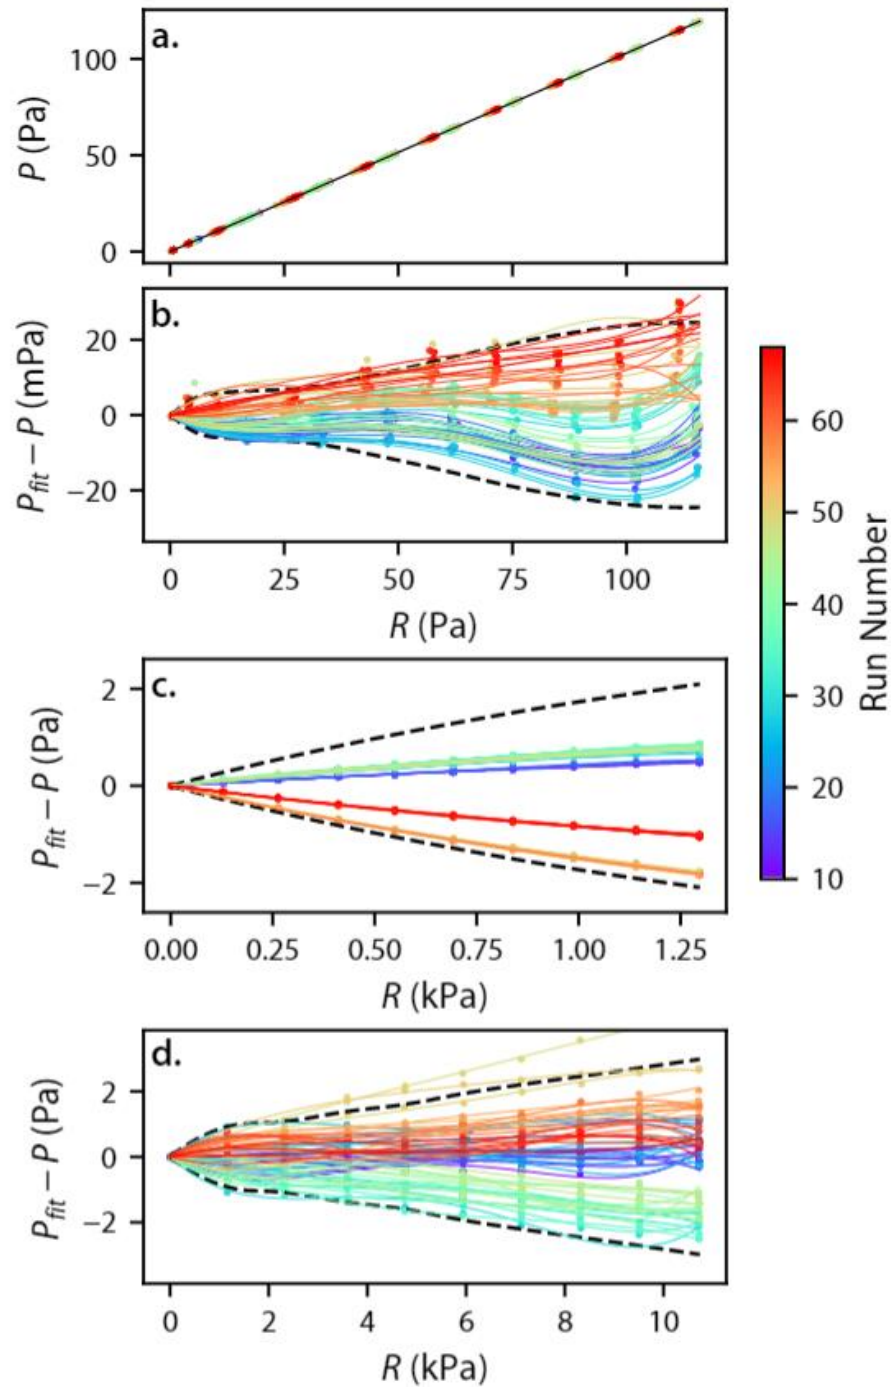 a.
100
50
0
P (Pa)
b.
20
0
−20
P_fit − P (mPa)
0 25 50 75 100
R (Pa)
c.
2
0
−2
P_fit − P (Pa)
0.00 0.25 0.50 0.75 1.00 1.25
R (kPa)
d.
2
0
−2
P_fit − P (Pa)
0 2 4 6 8 10
R (kPa)
60
50
40
30
20
10
Run Number